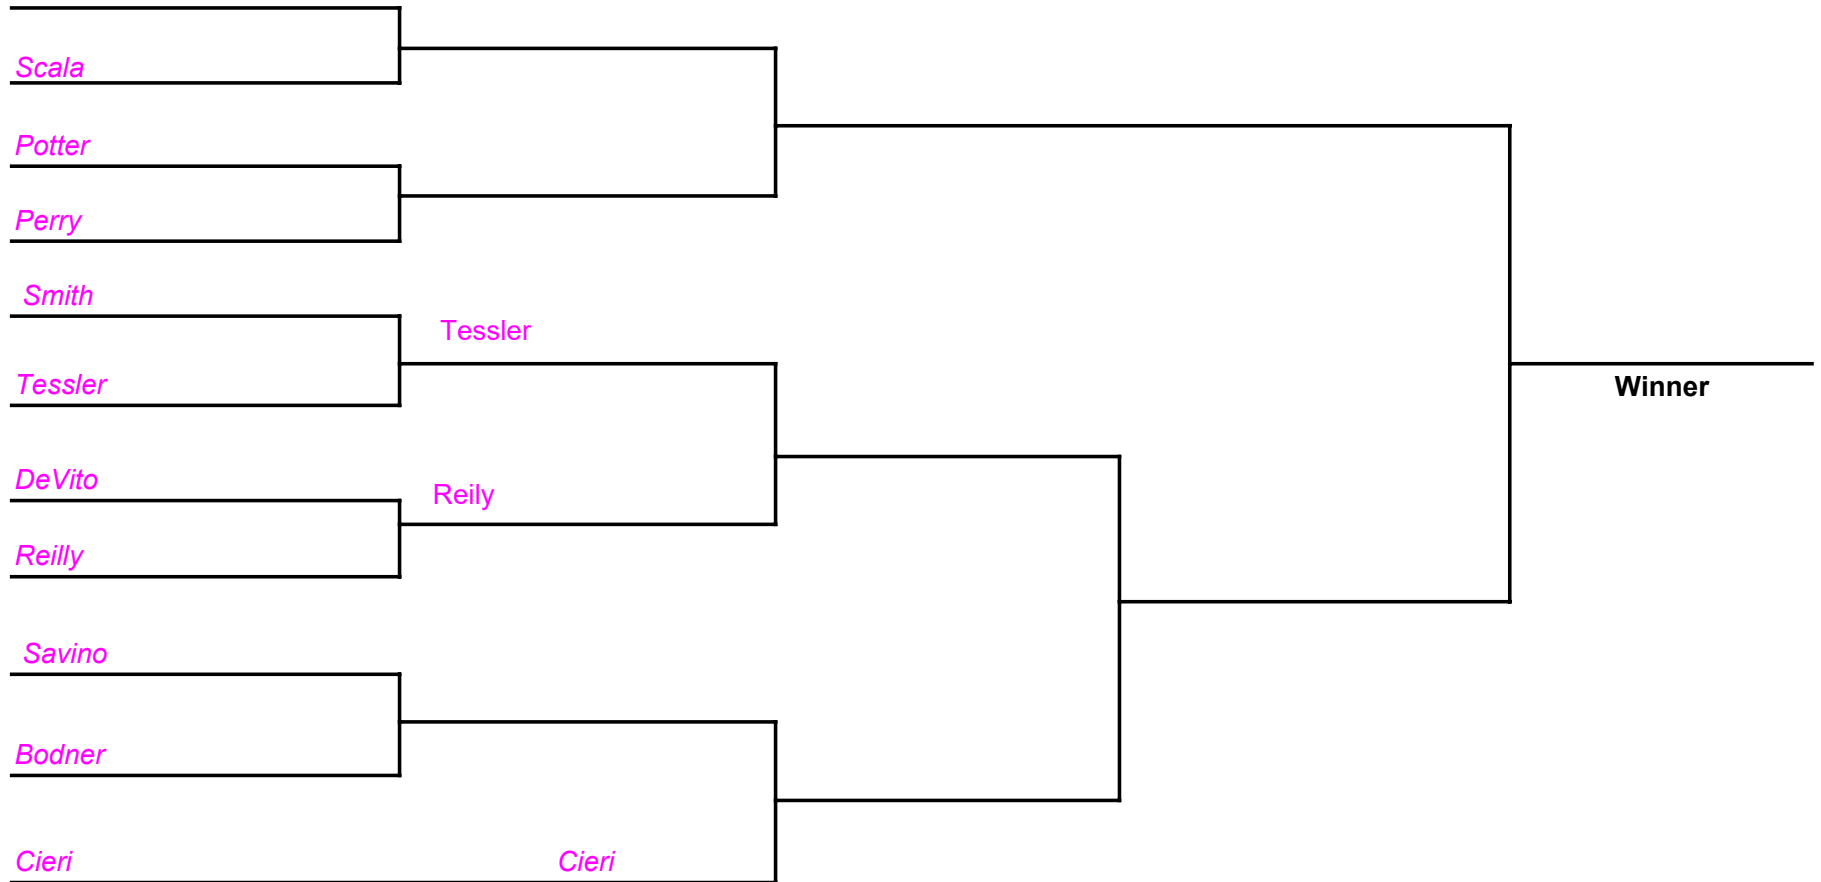 Scala
Potter
Perry
Smith
Tessler
Tessler
Winner
DeVito
Reily
Reilly
Savino
Bodner
Cieri Cieri